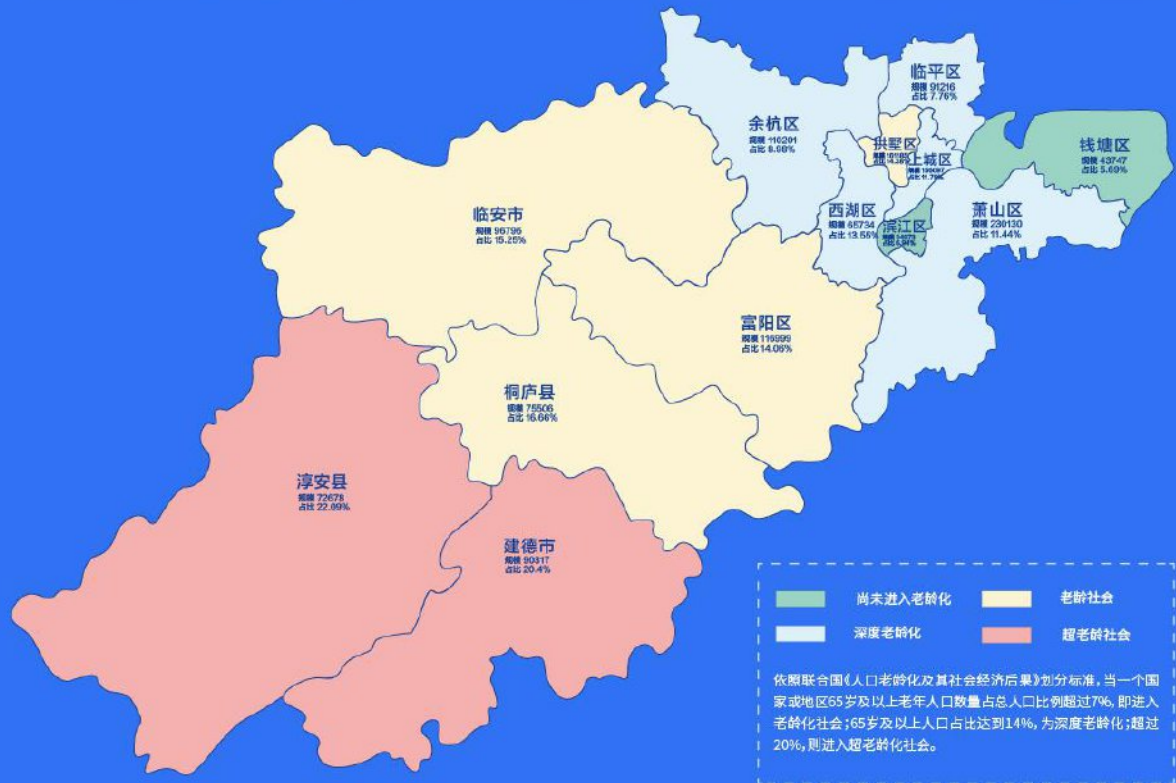 临平区
规模 91216
占比 7.76%
余杭区
规模 110201
占比 8.98%
拱墅区
上城区
钱塘区
规模 43747
占比 5.69%
临安市
规模 96796
占比 15.25%
西湖区
规模 65734
占比 13.55%
滨江区
萧山区
规模 230130
占比 11.44%
富阳区
规模 116999
占比 14.06%
桐庐县
规模 75506
占比 16.66%
淳安县
规模 72678
占比 22.09%
建德市
规模 90317
占比 20.4%
尚未进入老龄化
老龄社会
深度老龄化
超老龄社会
依照联合国《人口老龄化及其社会经济后果》划分标准,当一个国
家或地区65岁及以上老年人口数量占总人口比例超过7%,即进入
老龄化社会;65岁及以上人口占比达到14%,为深度老龄化;超过
20%,则进入超老龄化社会。